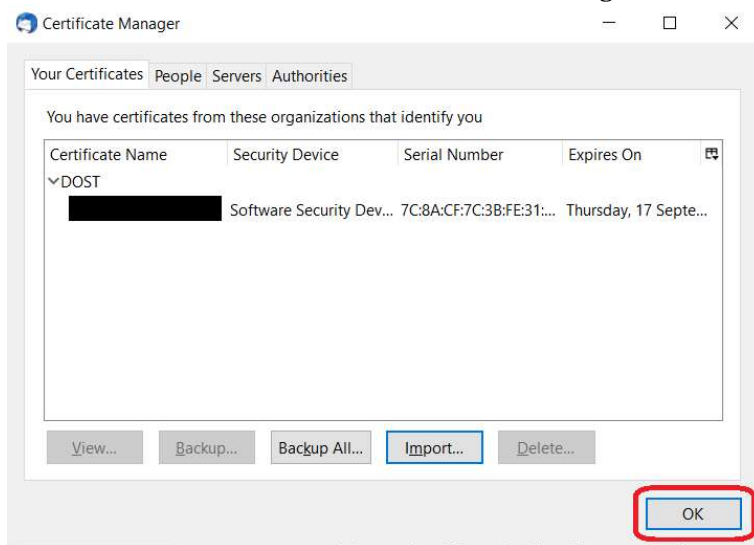 Certificate Manager
Your Certificates People Servers Authorities
You have certificates from these organizations that identify you
Certificate Name Security Device Serial Number Expires On
DOST
Software Security Dev... 7C:8A:CF:7C:3B:FE:31:... Thursday, 17 Septe...
View... Backup... Backup All... Import... Delete...
OK